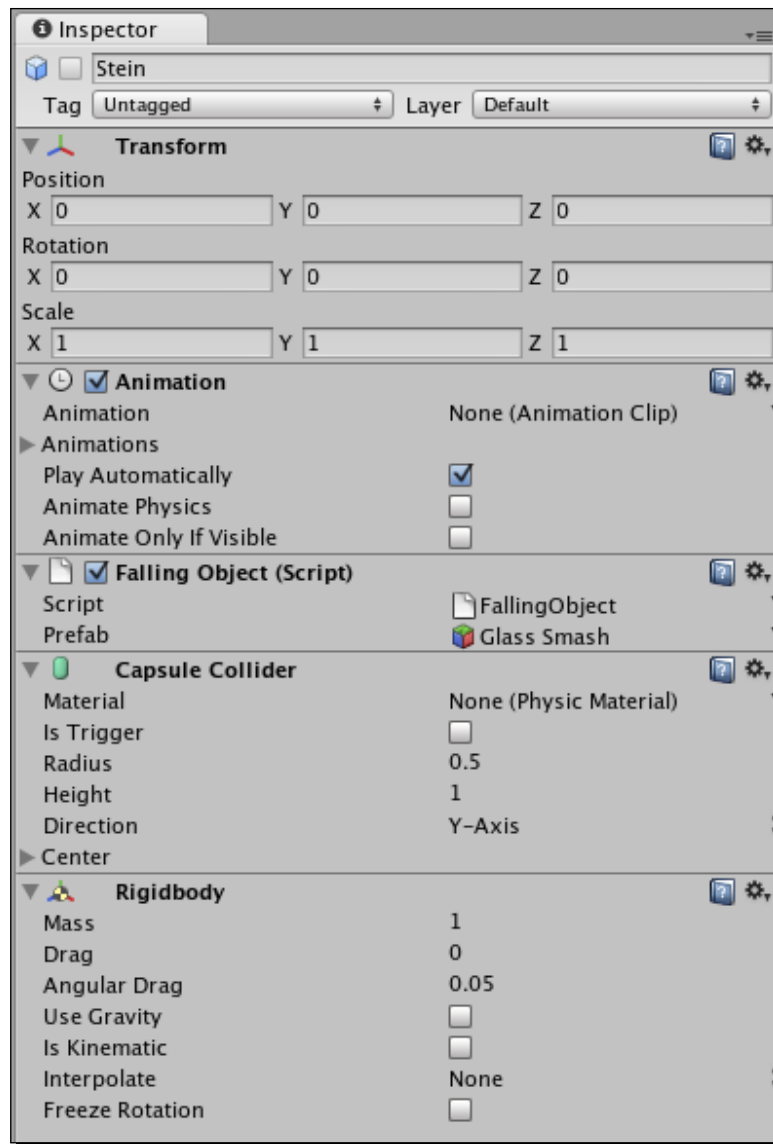 Inspector
Stein
Tag Untagged Layer Default
Transform
Position
X 0 Y 0 Z 0
Rotation
X 0 Y 0 Z 0
Scale
X 1 Y 1 Z 1
Animation
Animation None (Animation Clip)
Animations
Play Automatically
Animate Physics
Animate Only If Visible
Falling Object (Script)
Script FallingObject
Prefab Glass Smash
Capsule Collider
Material None (Physic Material)
Is Trigger
Radius 0.5
Height 1
Direction Y-Axis
Center
Rigidbody
Mass 1
Drag 0
Angular Drag 0.05
Use Gravity
Is Kinematic
Interpolate None
Freeze Rotation